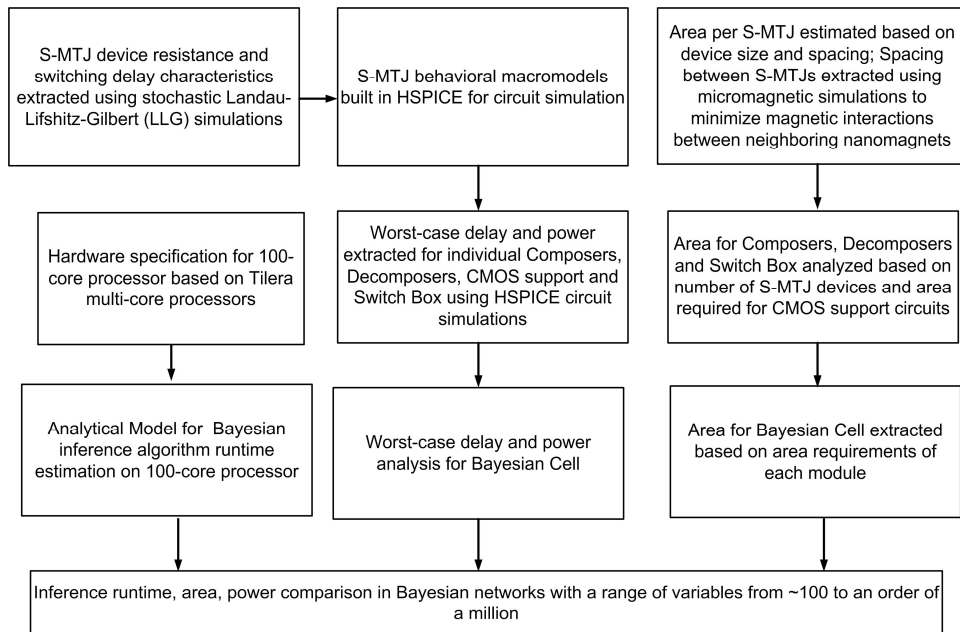 S-MTJ device resistance and
switching delay characteristics
extracted using stochastic Landau-
Lifshitz-Gilbert (LLG) simulations
S-MTJ behavioral macromodels
built in HSPICE for circuit simulation
Area per S-MTJ estimated based on
device size and spacing; Spacing
between S-MTJs extracted using
micromagnetic simulations to
minimize magnetic interactions
between neighboring nanomagnets
Hardware specification for 100-
core processor based on Tilera
multi-core processors
Worst-case delay and power
extracted for individual Composers,
Decomposers, CMOS support and
Switch Box using HSPICE circuit
simulations
Area for Composers, Decomposers
and Switch Box analyzed based on
number of S-MTJ devices and area
required for CMOS support circuits
Analytical Model for Bayesian
inference algorithm runtime
estimation on 100-core processor
Worst-case delay and power
analysis for Bayesian Cell
Area for Bayesian Cell extracted
based on area requirements of
each module
Inference runtime, area, power comparison in Bayesian networks with a range of variables from ~100 to an order of
a million